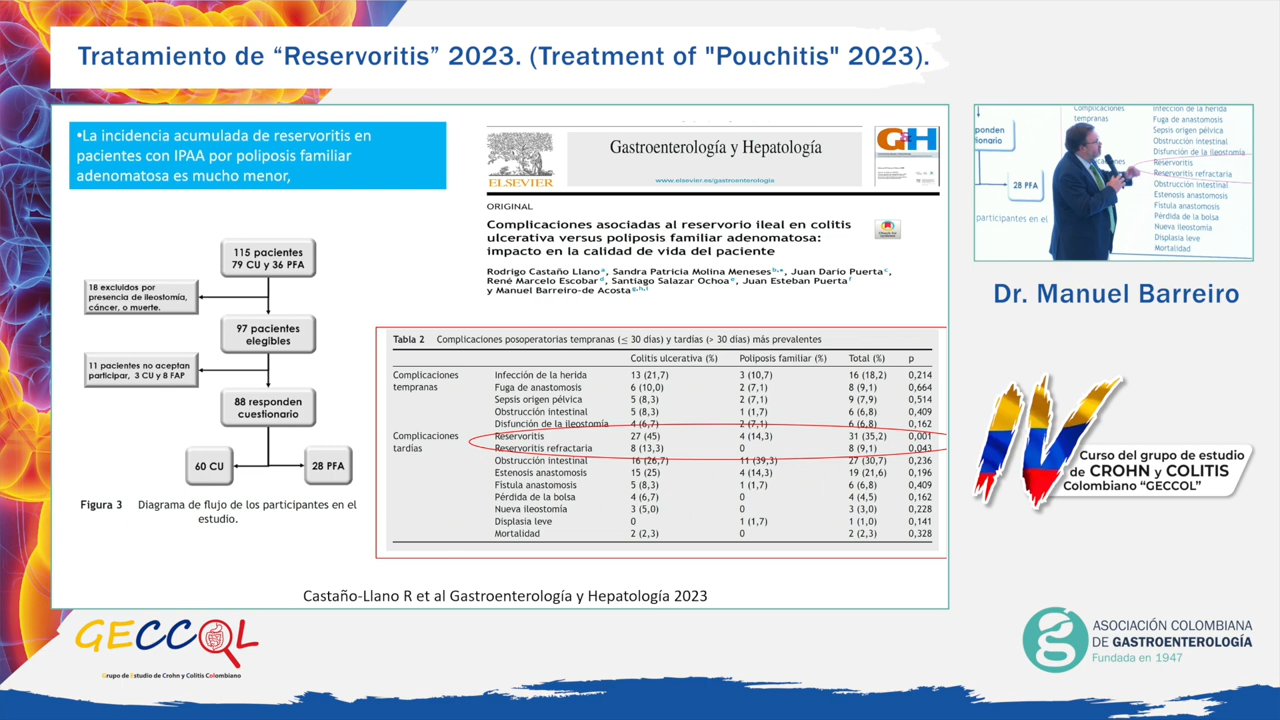 Tratamiento de “Reservoritis” 2023. (Treatment of "Pouchitis" 2023).
•La incidencia acumulada de reservoritis en
pacientes con IPAA por poliposis familiar
adenomatosa es mucho menor,
115 pacientes
79 CU y 36 PFA
18 excluidos por
presencia de ileostomía,
cáncer, o muerte.
97 pacientes
elegibles
11 pacientes no aceptan
participar, 3 CU y 8 FAP
88 responden
cuestionario
60 CU
28 PFA
Figura 3 Diagrama de flujo de los participantes en el
estudio.
ELSEVIER
Gastroenterología y Hepatología
www.elsevier.es/gastroenterologia
ORIGINAL
Complicaciones asociadas al reservorio ileal en colitis
ulcerativa versus poliposis familiar adenomatosa:
impacto en la calidad de vida del paciente
Rodrigo Castaño Llano a, Sandra Patricia Molina Meneses b,*, Juan Darío Puerta c,
René Marcelo Escobar d, Santiago Salazar Ochoa e, Juan Esteban Puerta f
y Manuel Barreiro-de Acosta g,h,i
Tabla 2 Complicaciones posoperatorias tempranas (≤ 30 días) y tardías (> 30 días) más prevalentes
Colitis ulcerativa (%) Poliposis familiar (%) Total (%) p
Complicaciones Infección de la herida 13 (21,7) 3 (10,7) 16 (18,2) 0,214
tempranas Fuga de anastomosis 6 (10,0) 2 (7,1) 8 (9,1) 0,664
Sepsis origen pélvica 5 (8,3) 2 (7,1) 9 (7,9) 0,514
Obstrucción intestinal 5 (8,3) 1 (1,7) 6 (6,8) 0,409
Disfunción de la ileostomía 4 (6,7) 2 (7,1) 6 (6,8) 0,162
Complicaciones Reservoritis 27 (45) 4 (14,3) 31 (35,2) 0,001
tardías Reservoritis refractaria 8 (13,3) 0 8 (9,1) 0,043
Obstrucción intestinal 16 (26,7) 11 (39,3) 27 (30,7) 0,236
Estenosis anastomosis 15 (25) 4 (14,3) 19 (21,6) 0,196
Fístula anastomosis 5 (8,3) 1 (1,7) 6 (6,8) 0,409
Pérdida de la bolsa 4 (6,7) 0 4 (4,5) 0,162
Nueva ileostomía 3 (5,0) 0 3 (3,0) 0,228
Displasia leve 0 1 (1,7) 1 (1,0) 0,141
Mortalidad 2 (2,3) 0 2 (2,3) 0,328
Castaño-Llano R et al Gastroenterología y Hepatología 2023
Complicaciones
tempranas
Infección de la herida
Fuga de anastomosis
Sepsis origen pélvica
Obstrucción intestinal
Disfunción de la ileostomía
Reservoritis
Reservoritis refractaria
Obstrucción intestinal
Estenosis anastomosis
Fístula anastomosis
Pérdida de la bolsa
Nueva ileostomía
Displasia leve
Mortalidad
28 PFA
participantes en el
Dr. Manuel Barreiro
IV
Curso del grupo de estudio
de CROHN y COLITIS
Colombiano “GECCOL”
GECCOL
Grupo de Estudio de Crohn y Colitis Colombiano
ASOCIACIÓN COLOMBIANA
DE GASTROENTEROLOGÍA
Fundada en 1947